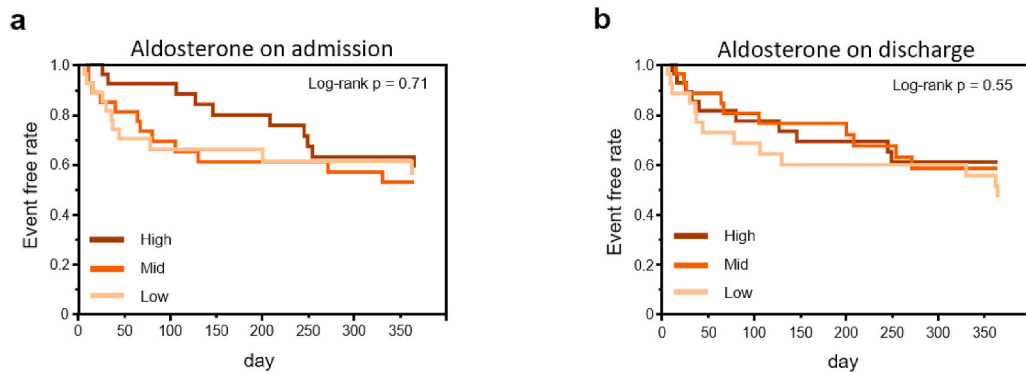 a
Aldosterone on admission
Log-rank p = 0.71
Event free rate
1.0
0.8
0.6
0.4
0.2
0
High
Mid
Low
0 50 100 150 200 250 300 350
day
b
Aldosterone on discharge
Log-rank p = 0.55
Event free rate
1.0
0.8
0.6
0.4
0.2
0
High
Mid
Low
0 50 100 150 200 250 300 350
day